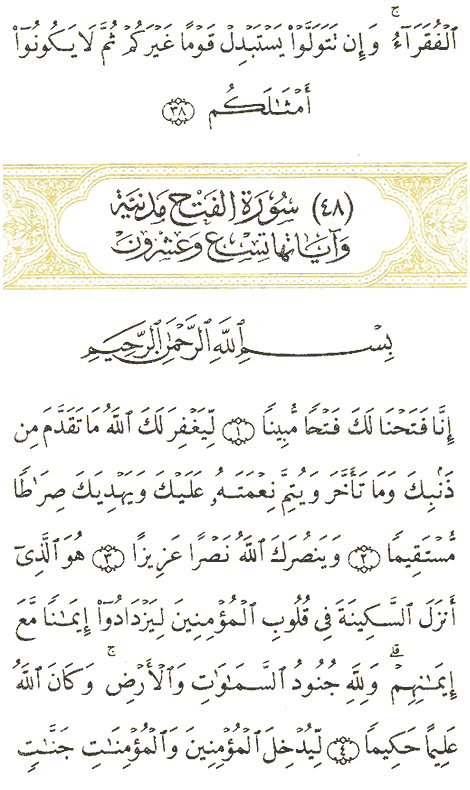 ٱلْفُقَرَآءُ ۚ وَإِن تَتَوَلَّوْا۟ يَسْتَبْدِلْ قَوْمًا غَيْرَكُمْ ثُمَّ لَا يَكُونُوٓا۟
أَمْثَـٰلَكُم ٣٨
(٤٨) سُورَةُ الفَتْحِ مَدَنِيَّة
وَآيَاتُهَا تِسْعٌ وَعِشْرُونَ
بِسْمِ ٱللَّهِ ٱلرَّحْمَـٰنِ ٱلرَّحِيمِ
إِنَّا فَتَحْنَا لَكَ فَتْحًا مُّبِينًا ١ لِّيَغْفِرَ لَكَ ٱللَّهُ مَا تَقَدَّمَ مِن
ذَنۢبِكَ وَمَا تَأَخَّرَ وَيُتِمَّ نِعْمَتَهُۥ عَلَيْكَ وَيَهْدِيَكَ صِرَٰطًا
مُّسْتَقِيمًا ٢ وَيَنصُرَكَ ٱللَّهُ نَصْرًا عَزِيزًا ٣ هُوَ ٱلَّذِىٓ
أَنزَلَ ٱلسَّكِينَةَ فِى قُلُوبِ ٱلْمُؤْمِنِينَ لِيَزْدَادُوٓا۟ إِيمَـٰنًا مَّعَ
إِيمَـٰنِهِمْ ۗ وَلِلَّهِ جُنُودُ ٱلسَّمَـٰوَٰتِ وَٱلْأَرْضِ ۚ وَكَانَ ٱللَّهُ
عَلِيمًا حَكِيمًا ٤ لِّيُدْخِلَ ٱلْمُؤْمِنِينَ وَٱلْمُؤْمِنَـٰتِ جَنَّـٰتٍ